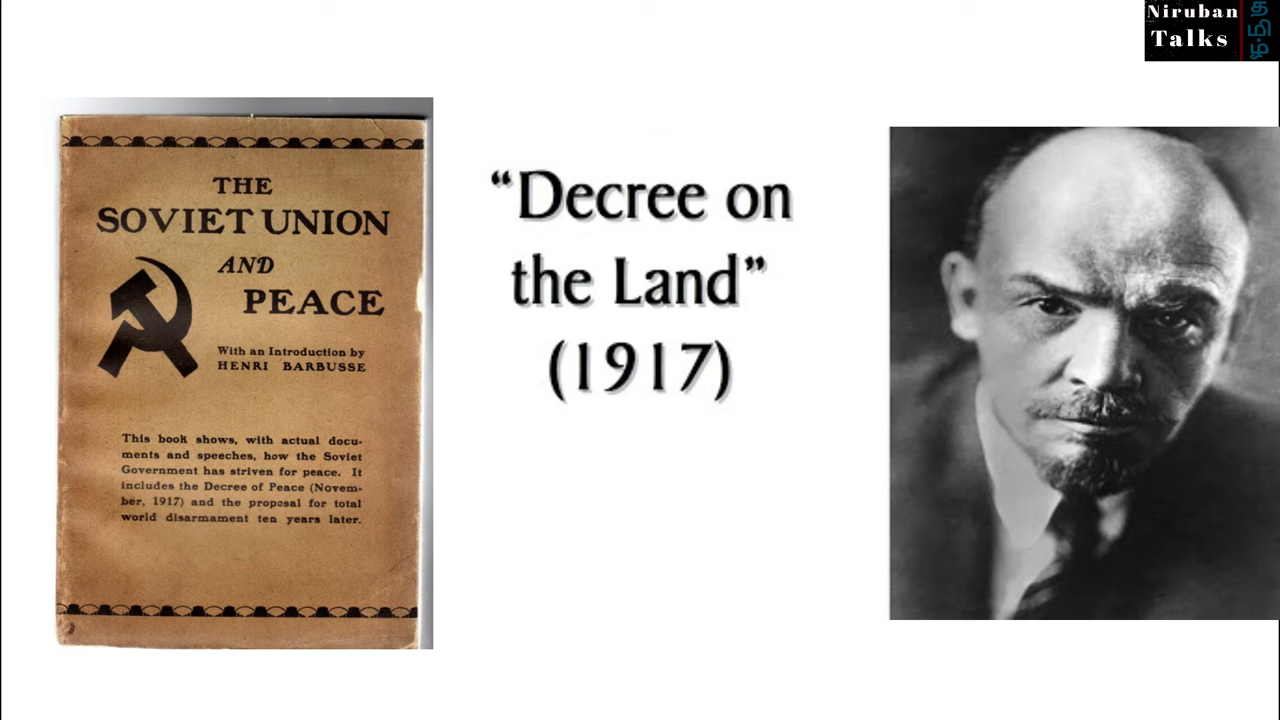 Niruban
Talks
THE
SOVIET UNION
AND
PEACE
With an Introduction by
HENRI BARBUSSE
This book shows, with actual docu-
ments and speeches, how the Soviet
Government has striven for peace. It
includes the Decree of Peace (Novem-
ber, 1917) and the proposal for total
world disarmament ten years later.
“Decree on
the Land”
(1917)